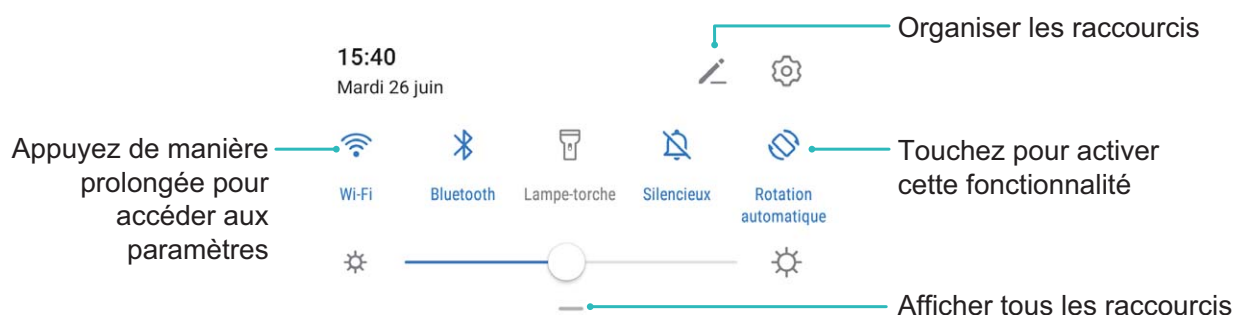 Organiser les raccourcis
15:40
Mardi 26 juin
Appuyez de manière
prolongée pour
accéder aux
paramètres
Wi-Fi
Bluetooth
Lampe-torche
Silencieux
Rotation
automatique
Touchez pour activer
cette fonctionnalité
Afficher tous les raccourcis